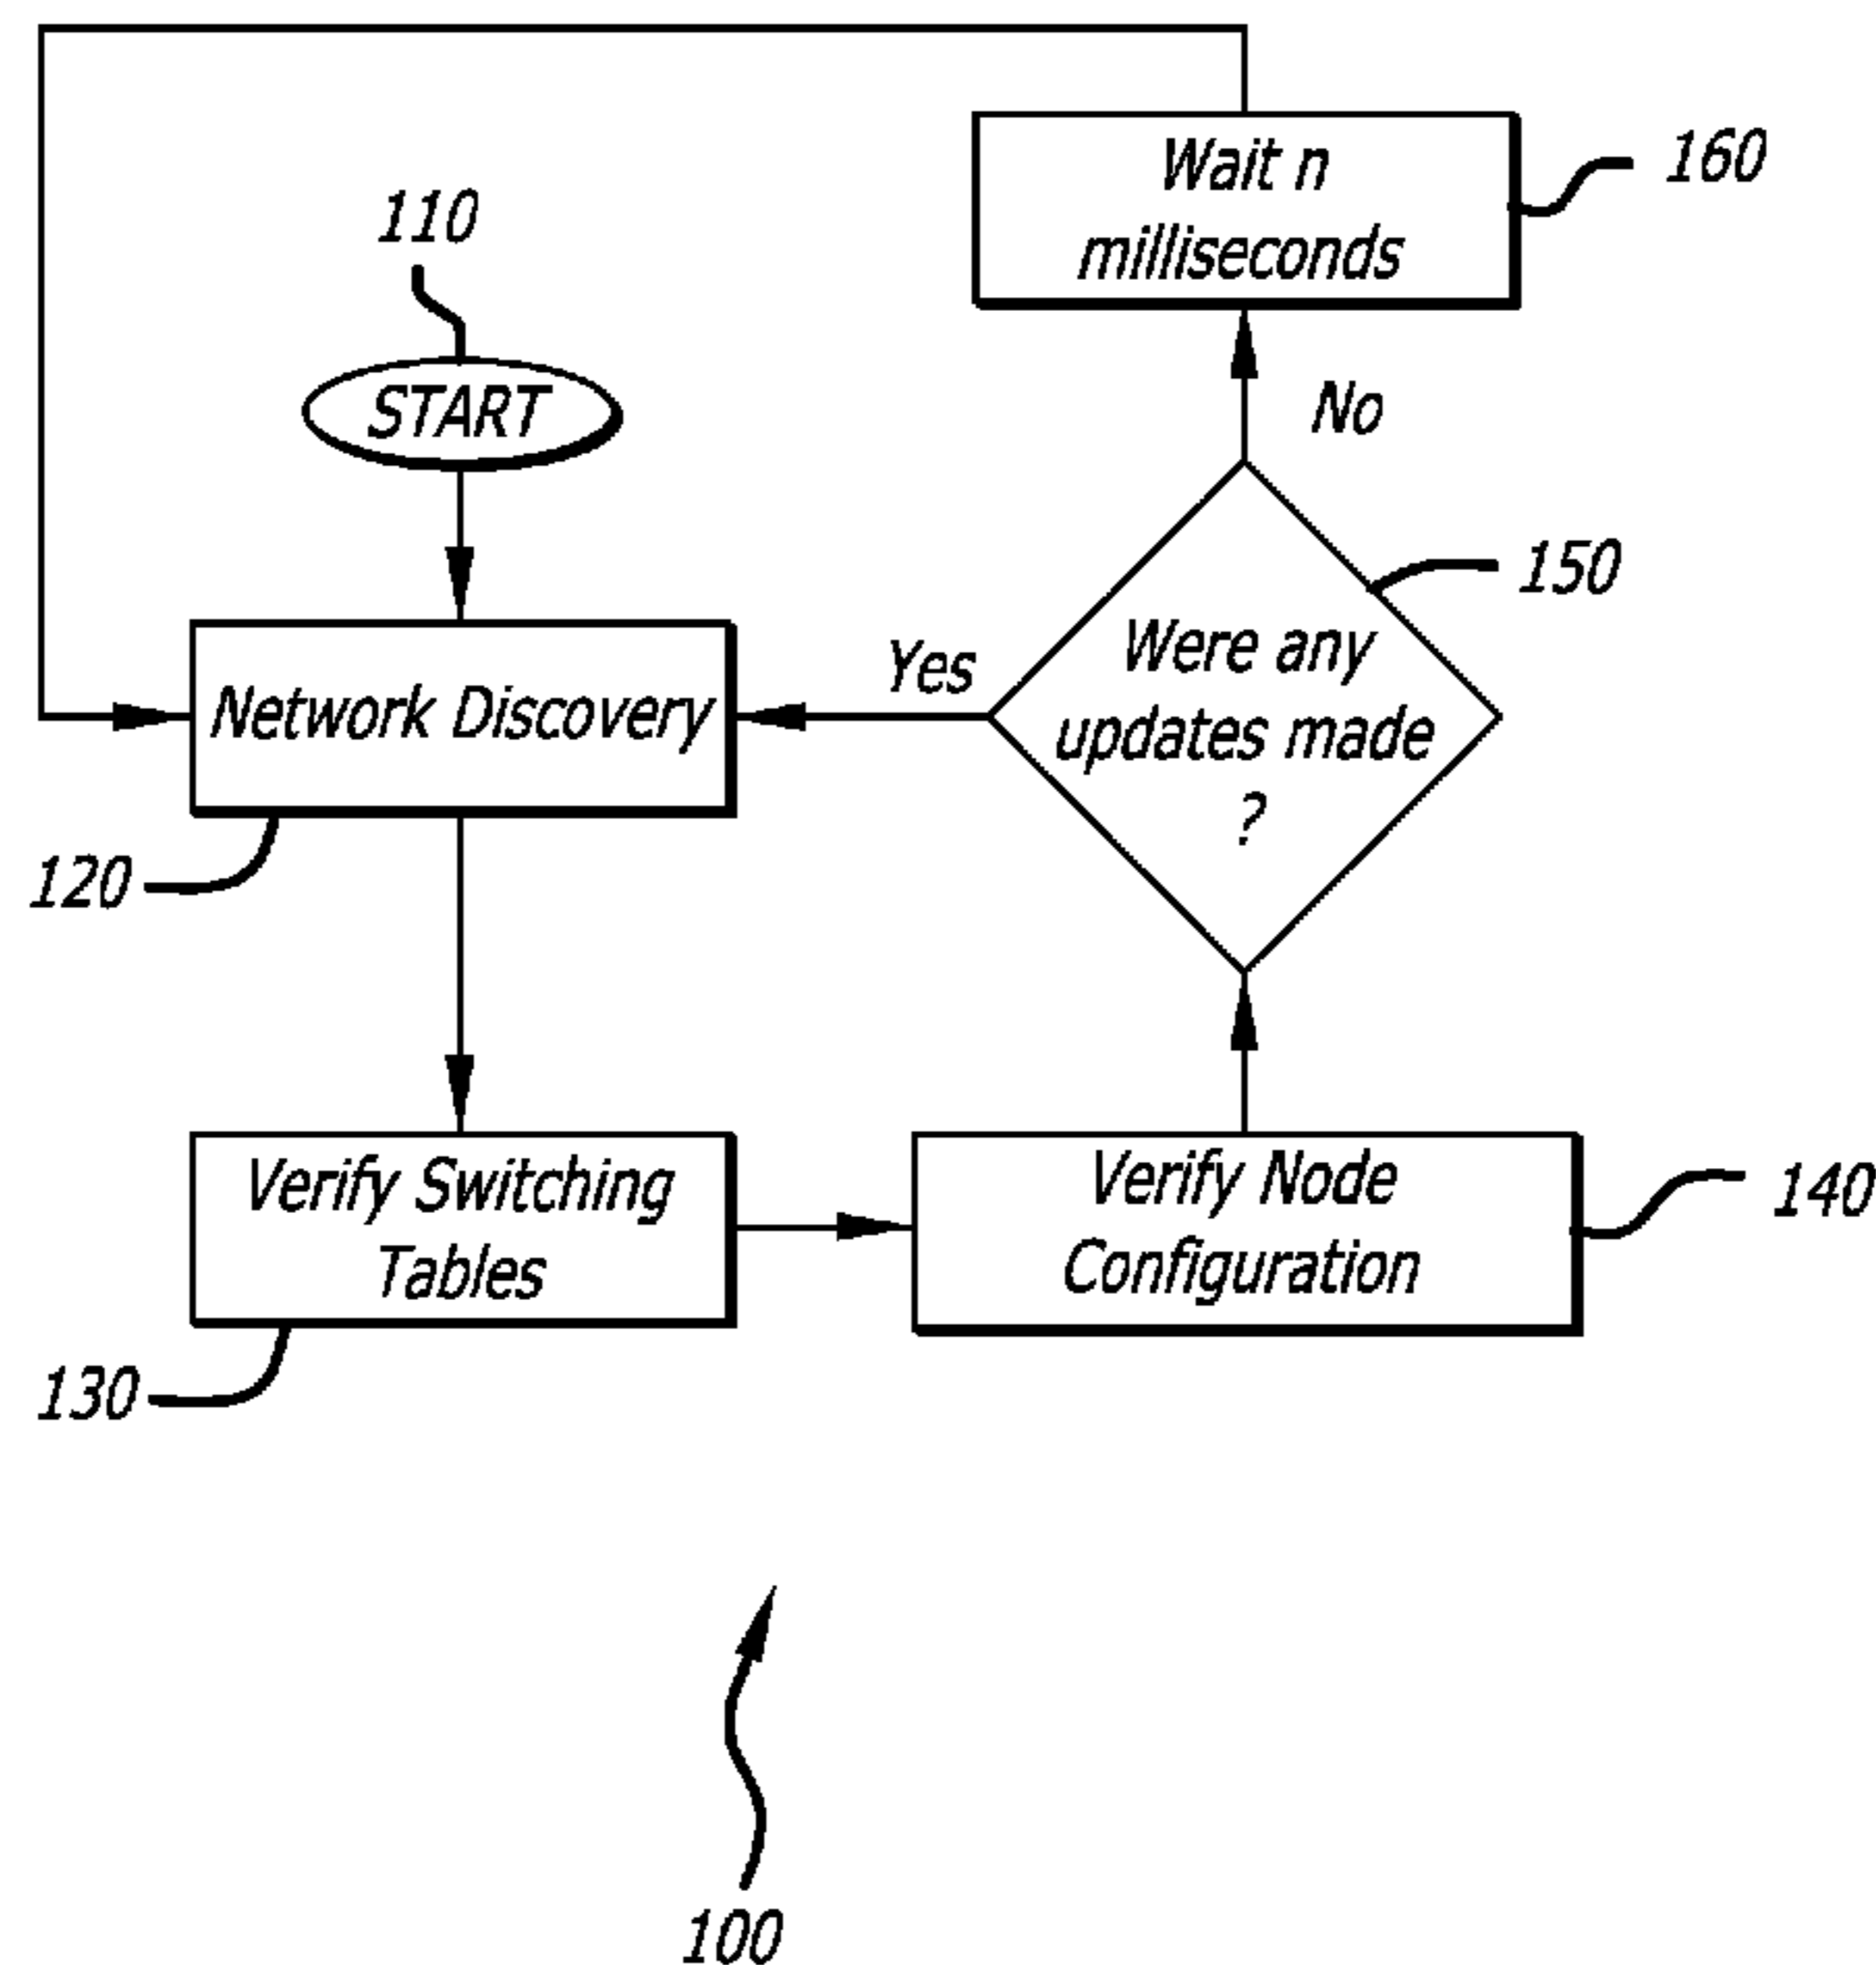 Wait n
milliseconds
160
110
START
No
150
Were any
updates made
?
Yes
Network Discovery
120
Verify Switching
Tables
130
Verify Node
Configuration
140
100